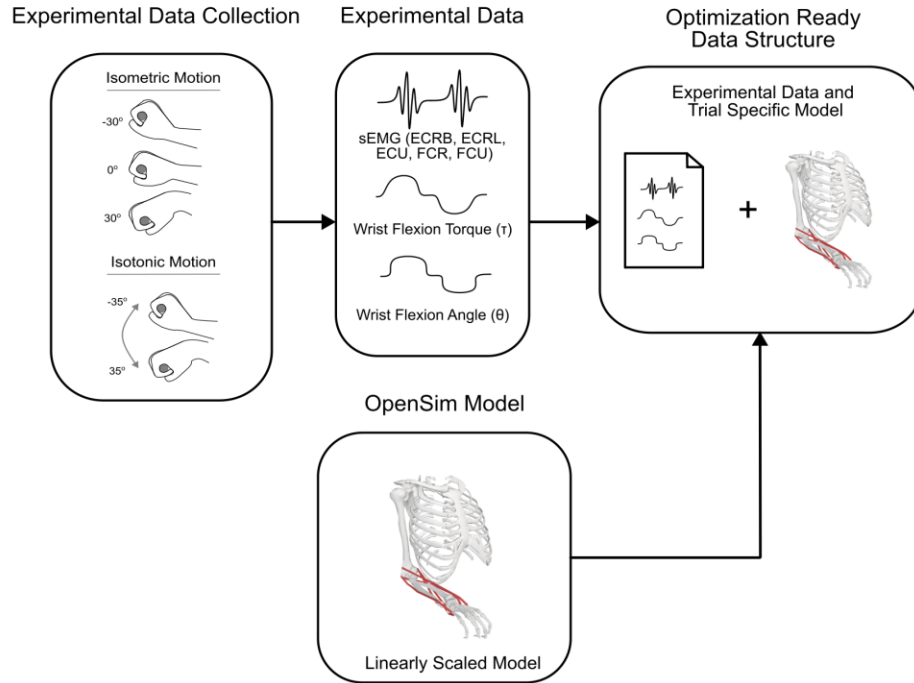 Experimental Data Collection
Isometric Motion
-30º
0º
30º
Isotonic Motion
-35º
35º
Experimental Data
sEMG (ECRB, ECRL,
ECU, FCR, FCU)
Wrist Flexion Torque (τ)
Wrist Flexion Angle (θ)
Optimization Ready
Data Structure
Experimental Data and
Trial Specific Model
+
OpenSim Model
Linearly Scaled Model